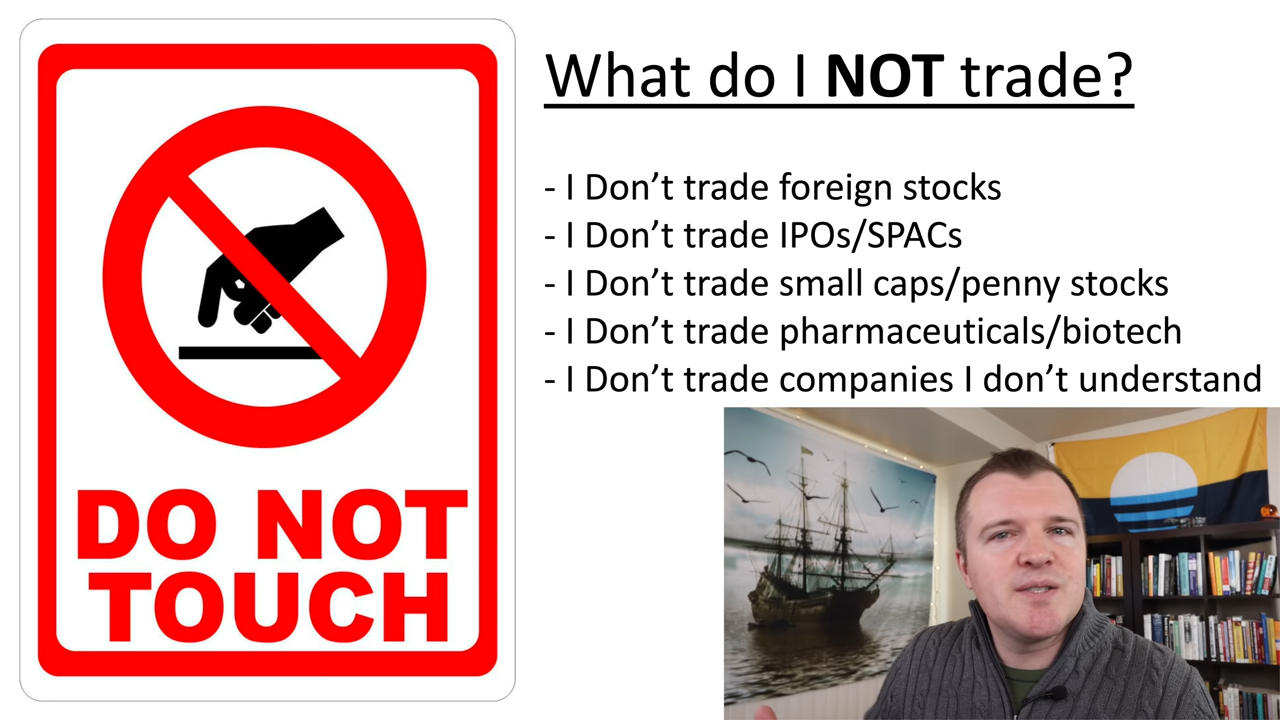 DO NOT
TOUCH
What do I NOT trade?
- I Don’t trade foreign stocks
- I Don’t trade IPOs/SPACs
- I Don’t trade small caps/penny stocks
- I Don’t trade pharmaceuticals/biotech
- I Don’t trade companies I don’t understand